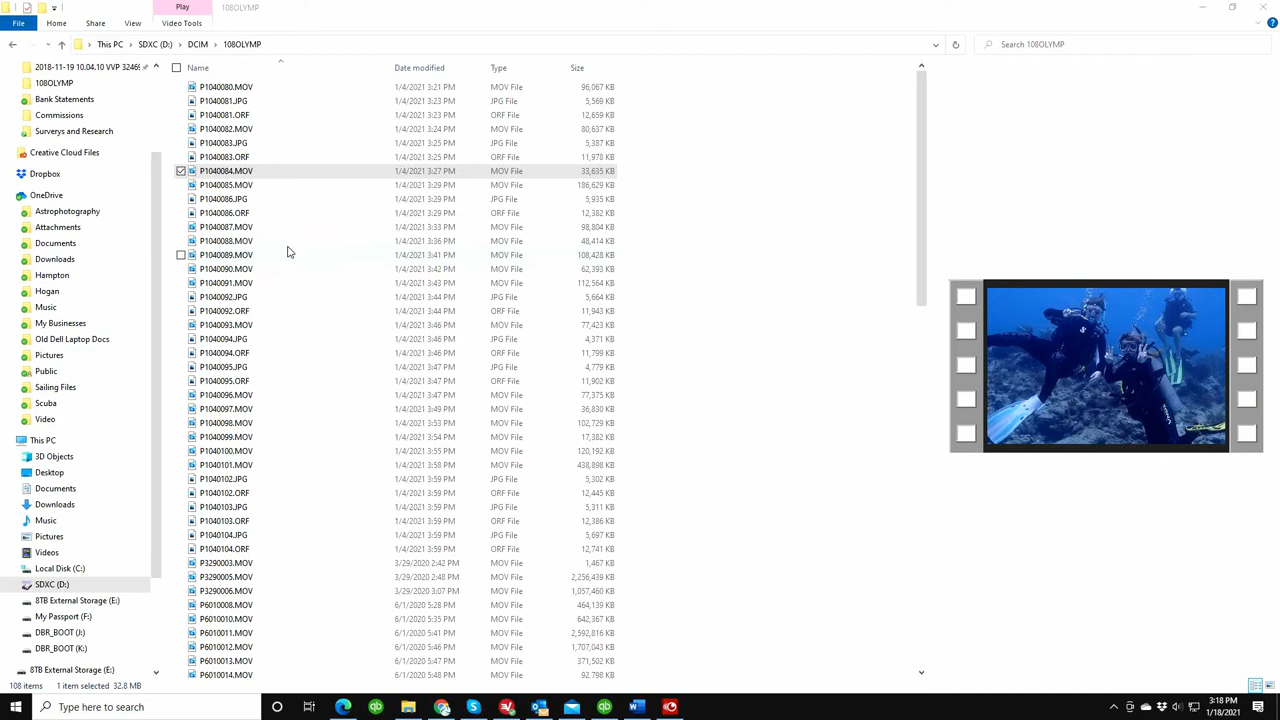 Play
108OLYMP
File
Home
Share
View
Video Tools
This PC
SDXC (D:)
DCIM
108OLYMP
Search 108OLYMP
Name
Date modified
Type
Size
2018-11-19 10.04.10 VVP 3246
108OLYMP
Bank Statements
Commissions
Surverys and Research
Creative Cloud Files
Dropbox
OneDrive
Astrophotography
Attachments
Documents
Downloads
Hampton
Hogan
Music
My Businesses
Old Dell Laptop Docs
Pictures
Public
Sailing Files
Scuba
Video
This PC
3D Objects
Desktop
Documents
Downloads
Music
Pictures
Videos
Local Disk (C:)
SDXC (D:)
8TB External Storage (E:)
My Passport (F:)
DBR_BOOT (J:)
DBR_BOOT (K:)
8TB External Storage (E:)
P1040080.MOV 1/4/2021 3:21 PM MOV File 96,067 KB
P1040081.JPG 1/4/2021 3:23 PM JPG File 5,569 KB
P1040081.ORF 1/4/2021 3:23 PM ORF File 12,659 KB
P1040082.MOV 1/4/2021 3:23 PM MOV File 80,637 KB
P1040083.JPG 1/4/2021 3:25 PM JPG File 5,387 KB
P1040083.ORF 1/4/2021 3:25 PM ORF File 11,978 KB
P1040084.MOV 1/4/2021 3:27 PM MOV File 33,635 KB
P1040085.MOV 1/4/2021 3:29 PM MOV File 186,629 KB
P1040086.JPG 1/4/2021 3:29 PM JPG File 5,935 KB
P1040086.ORF 1/4/2021 3:29 PM ORF File 12,382 KB
P1040087.MOV 1/4/2021 3:33 PM MOV File 98,804 KB
P1040088.MOV 1/4/2021 3:36 PM MOV File 48,414 KB
P1040089.MOV 1/4/2021 3:41 PM MOV File 108,428 KB
P1040090.MOV 1/4/2021 3:42 PM MOV File 62,393 KB
P1040091.MOV 1/4/2021 3:43 PM MOV File 112,564 KB
P1040092.JPG 1/4/2021 3:44 PM JPG File 5,664 KB
P1040092.ORF 1/4/2021 3:44 PM ORF File 11,943 KB
P1040093.MOV 1/4/2021 3:46 PM MOV File 77,423 KB
P1040094.JPG 1/4/2021 3:46 PM JPG File 4,371 KB
P1040094.ORF 1/4/2021 3:46 PM ORF File 11,799 KB
P1040095.JPG 1/4/2021 3:47 PM JPG File 4,779 KB
P1040095.ORF 1/4/2021 3:47 PM ORF File 11,902 KB
P1040096.MOV 1/4/2021 3:47 PM MOV File 77,375 KB
P1040097.MOV 1/4/2021 3:49 PM MOV File 36,830 KB
P1040098.MOV 1/4/2021 3:53 PM MOV File 102,729 KB
P1040099.MOV 1/4/2021 3:54 PM MOV File 17,382 KB
P1040100.MOV 1/4/2021 3:55 PM MOV File 120,192 KB
P1040101.MOV 1/4/2021 3:58 PM MOV File 438,898 KB
P1040102.JPG 1/4/2021 3:59 PM JPG File 5,302 KB
P1040102.ORF 1/4/2021 3:59 PM ORF File 12,445 KB
P1040103.JPG 1/4/2021 3:59 PM JPG File 5,311 KB
P1040103.ORF 1/4/2021 3:59 PM ORF File 12,386 KB
P1040104.JPG 1/4/2021 3:59 PM JPG File 5,697 KB
P1040104.ORF 1/4/2021 3:59 PM ORF File 12,741 KB
P3290003.MOV 3/29/2020 2:42 PM MOV File 1,467 KB
P3290005.MOV 3/29/2020 2:48 PM MOV File 2,256,439 KB
P3290006.MOV 3/29/2020 3:07 PM MOV File 1,057,460 KB
P6010008.MOV 6/1/2020 5:28 PM MOV File 464,139 KB
P6010010.MOV 6/1/2020 5:38 PM MOV File 642,367 KB
P6010011.MOV 6/1/2020 5:41 PM MOV File 2,592,816 KB
P6010012.MOV 6/1/2020 5:46 PM MOV File 1,707,043 KB
P6010013.MOV 6/1/2020 5:47 PM MOV File 371,502 KB
P6010014.MOV 6/1/2020 5:48 PM MOV File 92,798 KB
108 items
1 item selected 32.8 MB
Type here to search
3:18 PM
1/18/2021